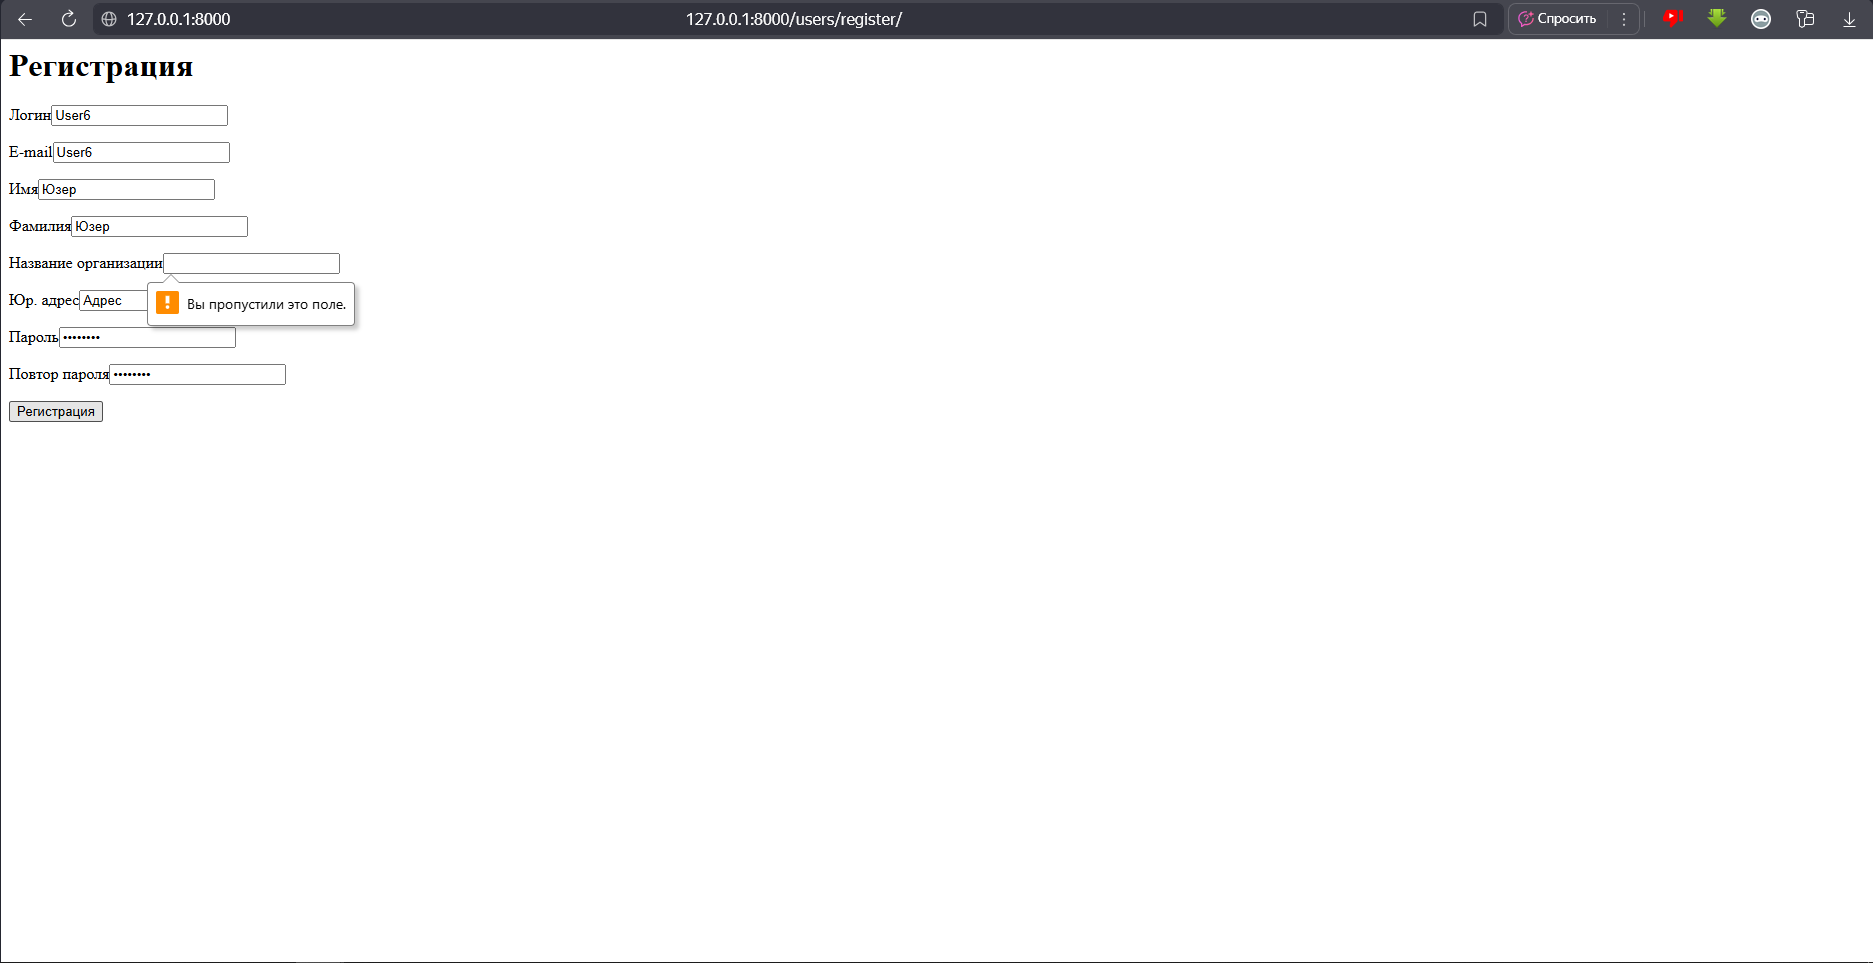 127.0.0.1:8000 127.0.0.1:8000/users/register/ Спросить
Регистрация
Логин User6
E-mail User6
Имя Юзер
Фамилия Юзер
Название организации
Юр. адрес Адрес
Вы пропустили это поле.
Пароль ••••••••
Повтор пароля ••••••••
Регистрация